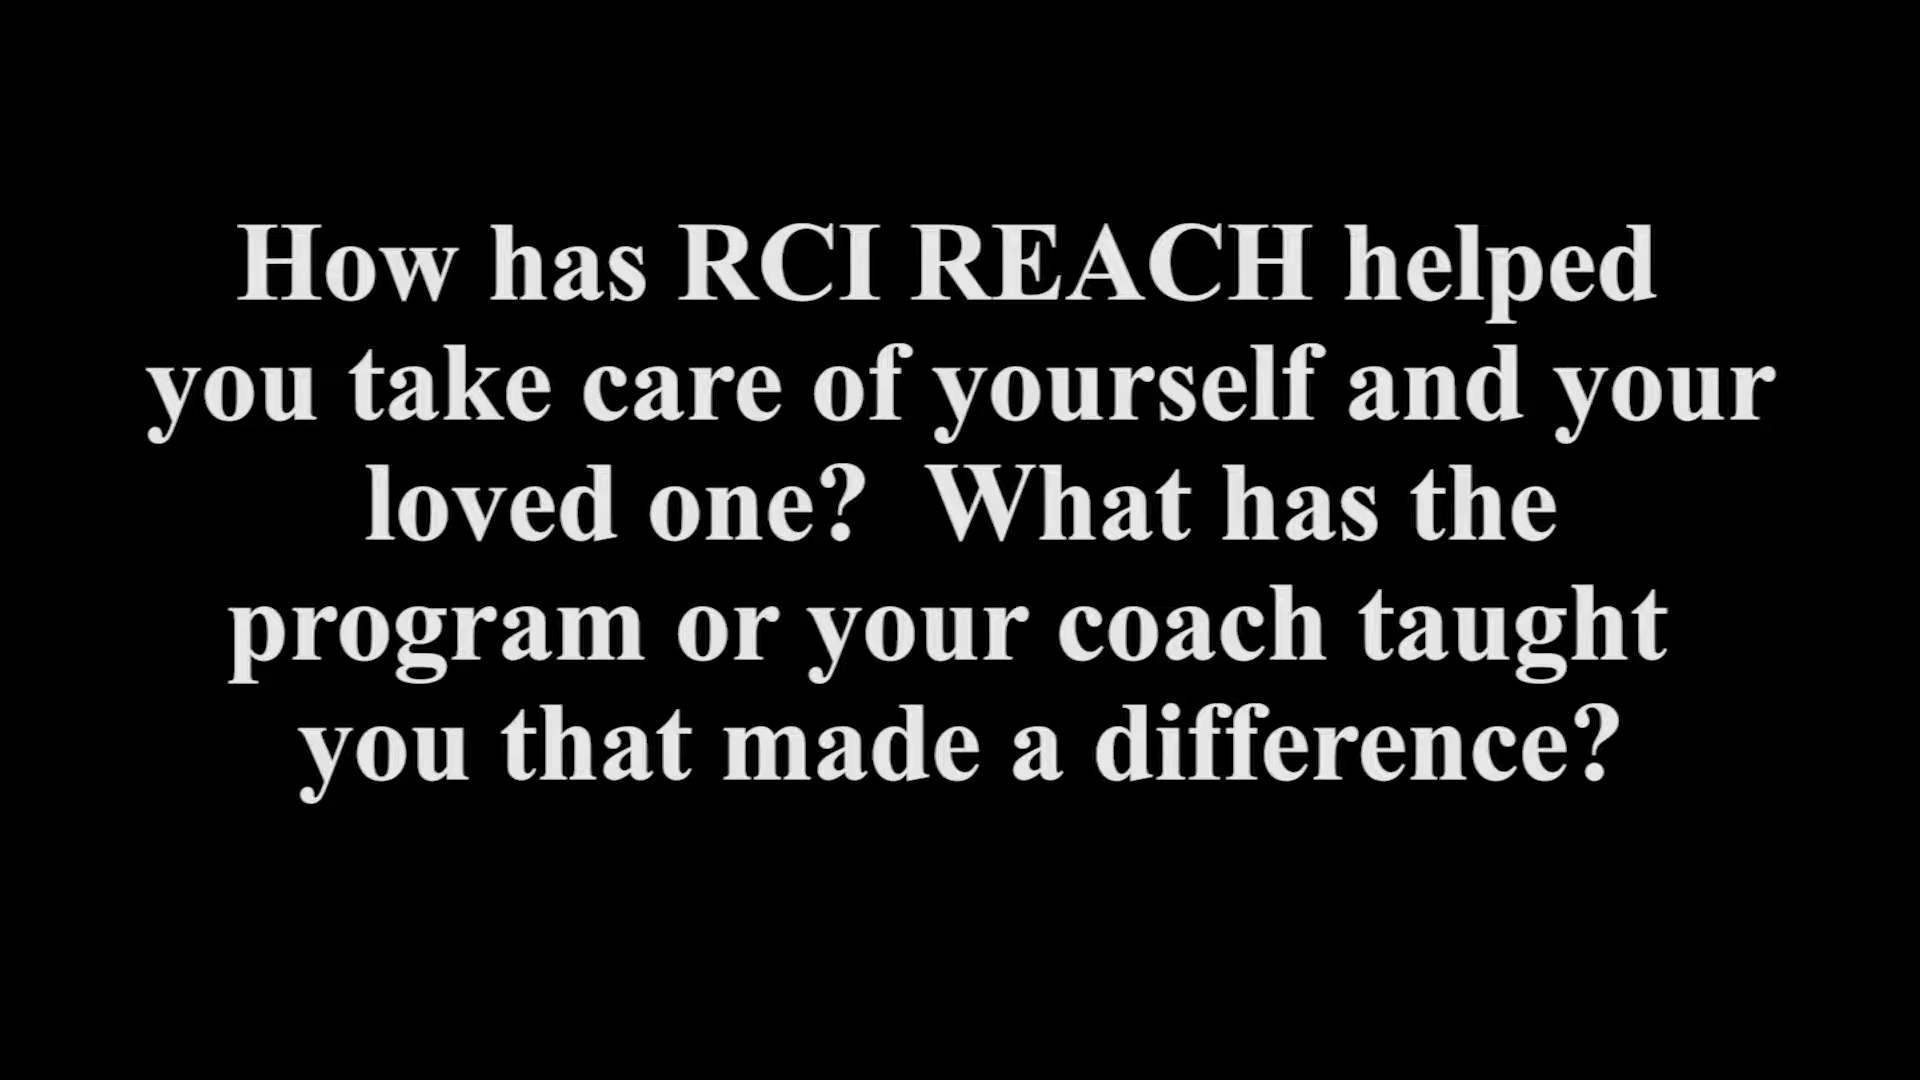 How has RCI REACH helped
you take care of yourself and your
loved one?  What has the
program or your coach taught
you that made a difference?